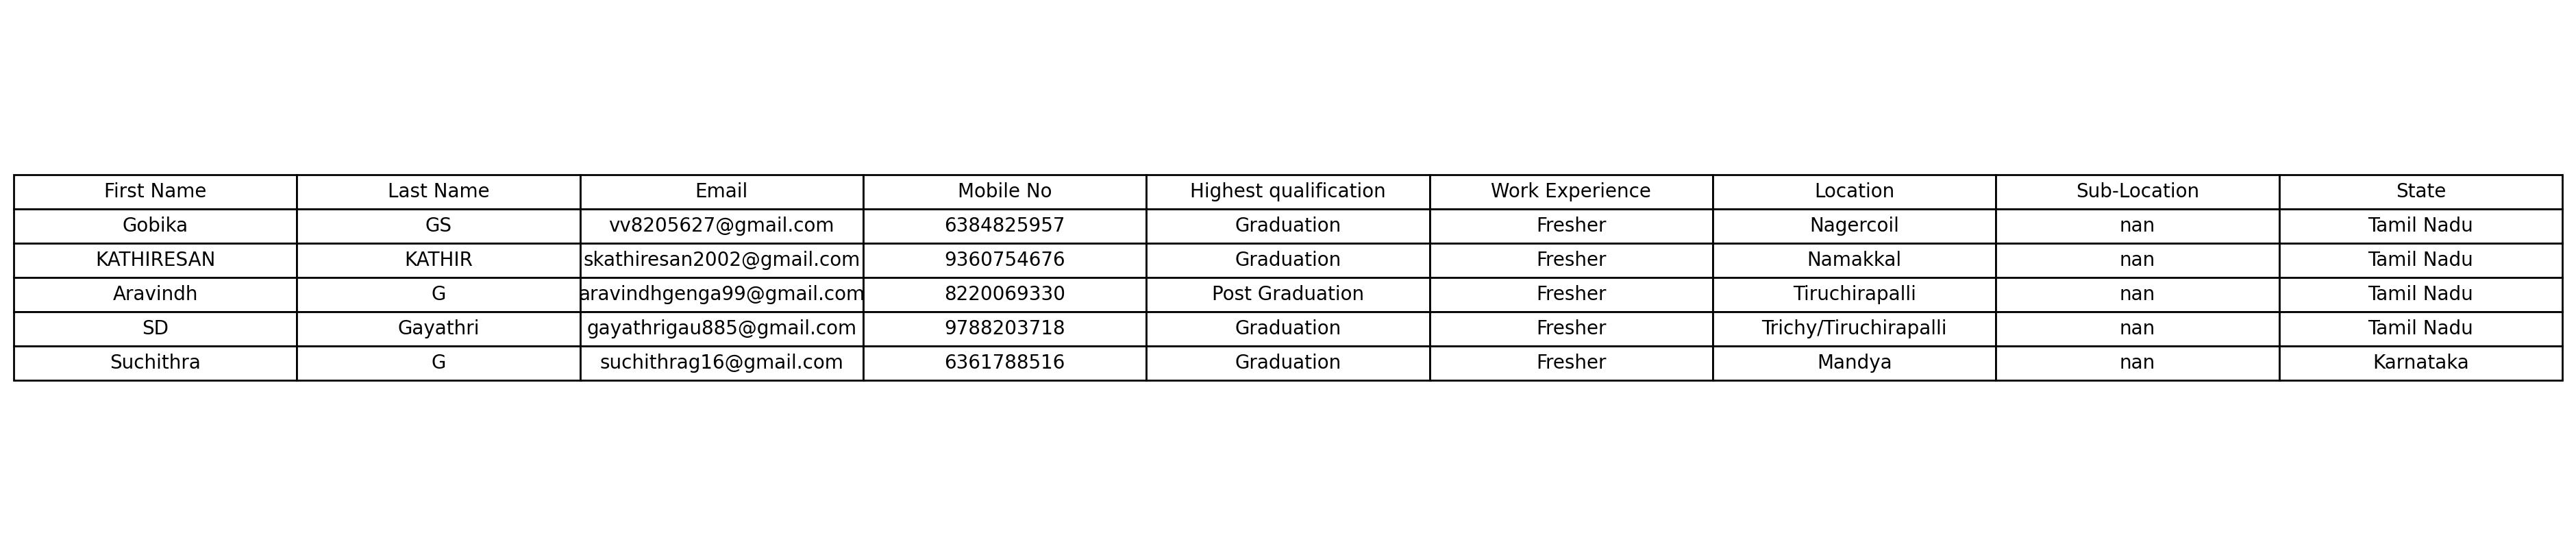 First Name Last Name Email Mobile No Highest qualification Work Experience Location Sub-Location State
Gobika GS vv8205627@gmail.com 6384825957 Graduation Fresher Nagercoil nan Tamil Nadu
KATHIRESAN KATHIR skathiresan2002@gmail.com 9360754676 Graduation Fresher Namakkal nan Tamil Nadu
Aravindh G aravindhgenga99@gmail.com 8220069330 Post Graduation Fresher Tiruchirapalli nan Tamil Nadu
SD Gayathri gayathrigau885@gmail.com 9788203718 Graduation Fresher Trichy/Tiruchirapalli nan Tamil Nadu
Suchithra G suchithrag16@gmail.com 6361788516 Graduation Fresher Mandya nan Karnataka